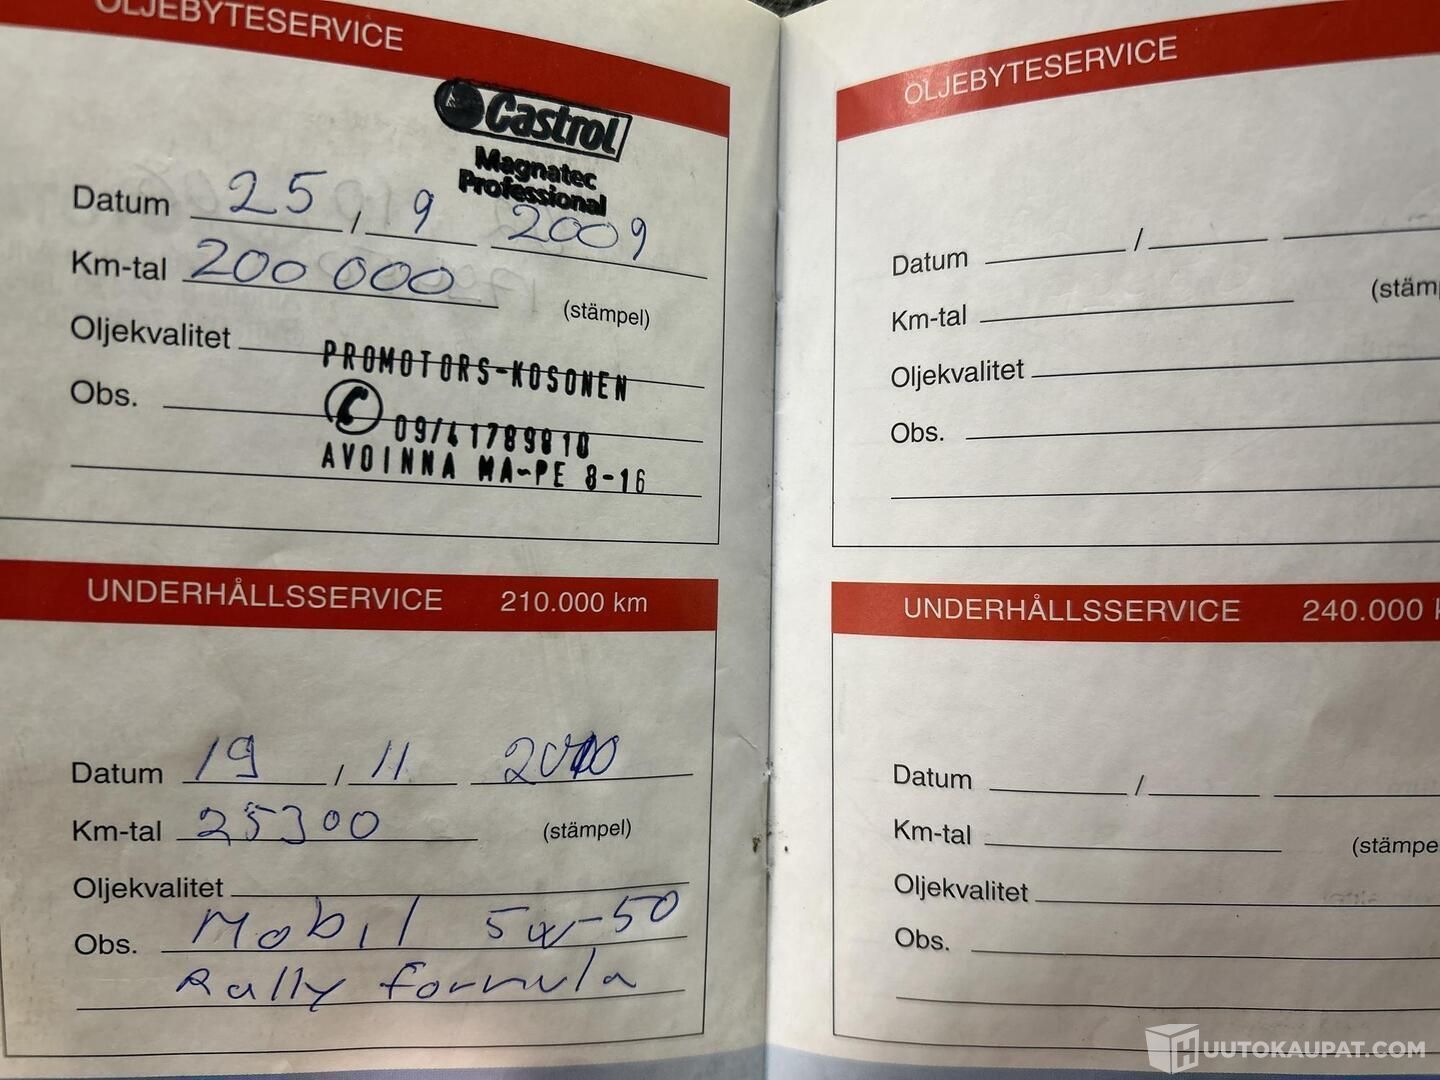 OLJEBYTESERVICE
Castrol
Magnatec
Professional
Datum 25 / 9 2009
Km-tal 200 000
(stämpel)
Oljekvalitet
PROMOTORS-KOSONEN
Obs.
09/41789810
AVOINNA MA-PE 8-16
UNDERHÅLLSSERVICE 210.000 km
Datum 19 / 11 2010
Km-tal 25300
(stämpel)
Oljekvalitet
Obs. Mobil 5w-50
Rally formula
OLJEBYTESERVICE
Datum /
(stämp
Km-tal
Oljekvalitet
Obs.
UNDERHÅLLSSERVICE 240.000 k
Datum /
Km-tal
(stämpe
Oljekvalitet
Obs.
HUUTOKAUPAT.COM